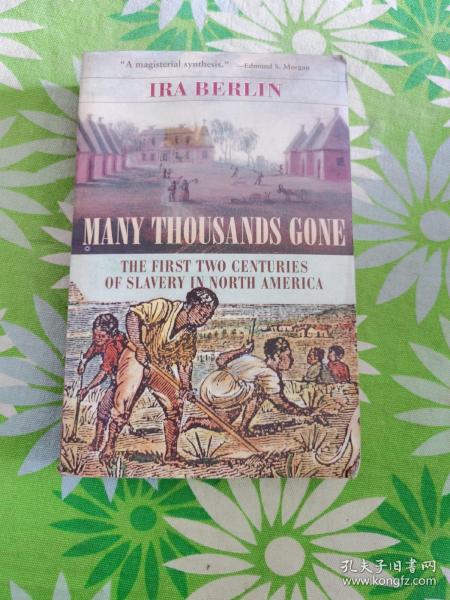 "A magisterial synthesis." —Edmund S. Morgan
IRA BERLIN
MANY THOUSANDS GONE
THE FIRST TWO CENTURIES
OF SLAVERY IN NORTH AMERICA
孔夫子旧书网
www.kongfz.com